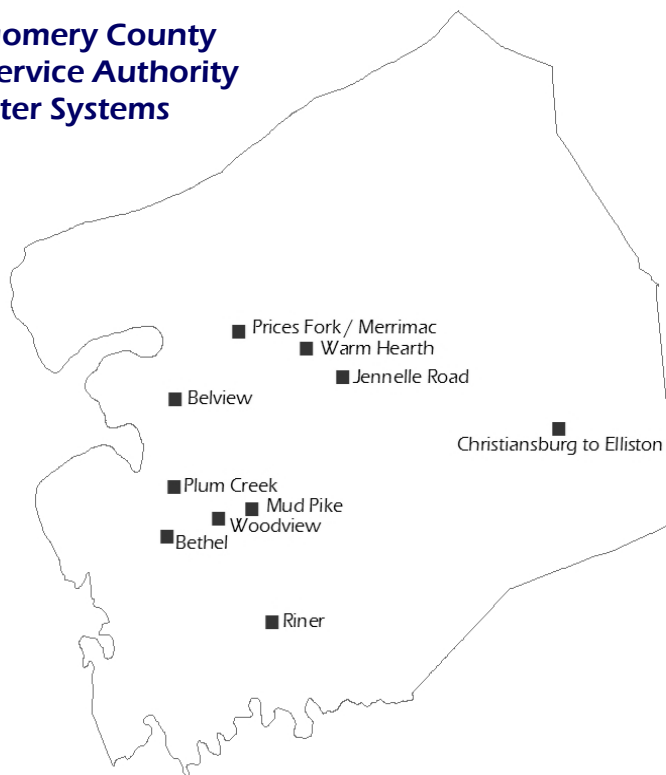 gomery County
ervice Authority
ter Systems
Prices Fork / Merrimac
Warm Hearth
Jennelle Road
Belview
Christiansburg to Elliston
Plum Creek
Mud Pike
Woodview
Bethel
Riner